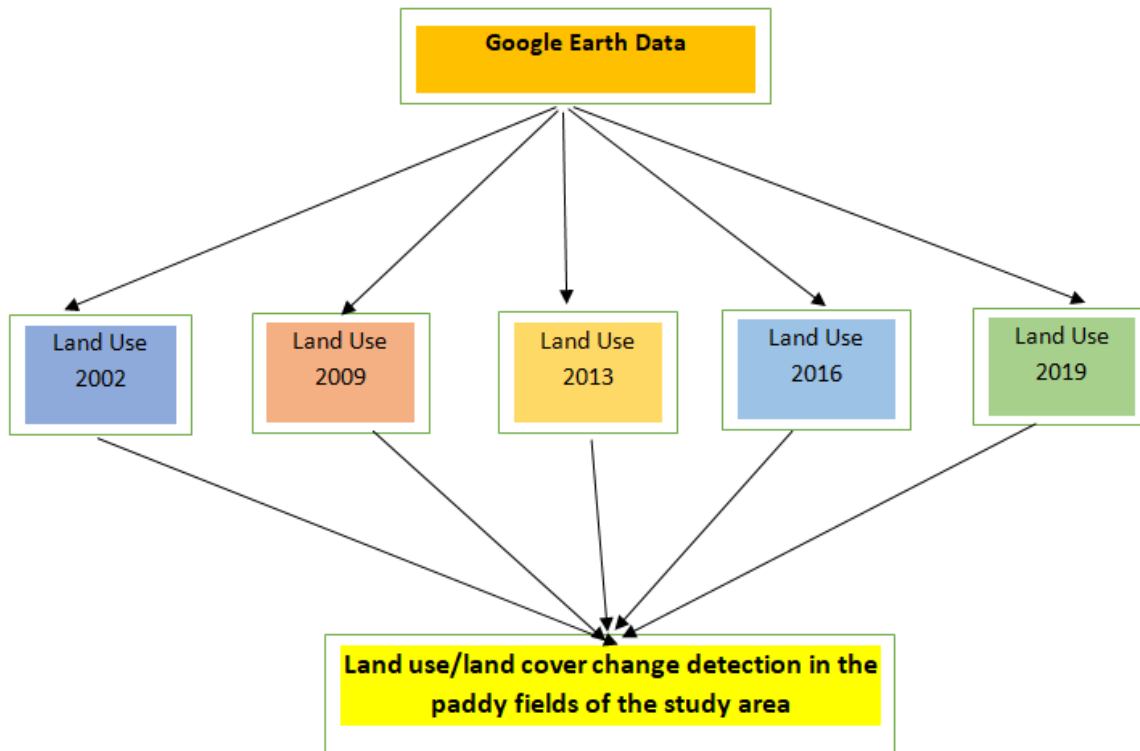 Google Earth Data
Land Use
2002
Land Use
2009
Land Use
2013
Land Use
2016
Land Use
2019
Land use/land cover change detection in the
paddy fields of the study area